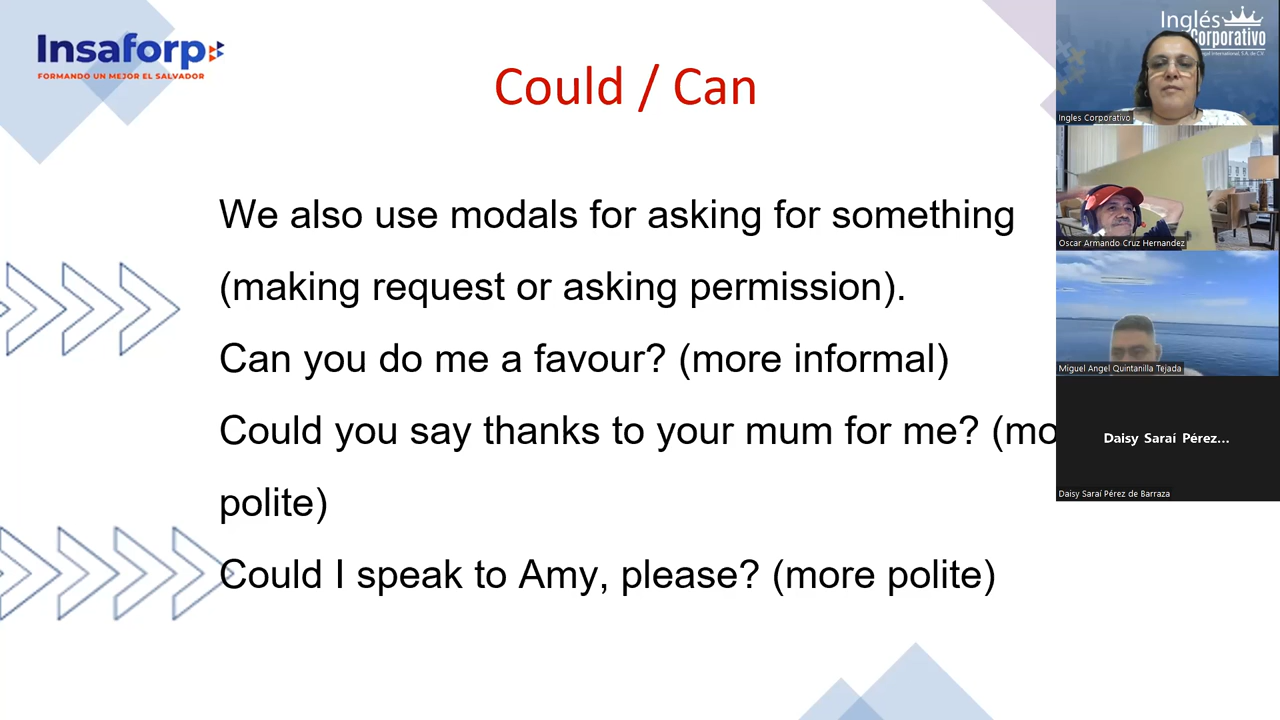 Insaforp
FORMANDO UN MEJOR EL SALVADOR
Could / Can
We also use modals for asking for something
(making request or asking permission).
Can you do me a favour? (more informal)
Could you say thanks to your mum for me? (mo
polite)
Could I speak to Amy, please? (more polite)
Inglés
Corporativo
Ingles Corporativo
Oscar Armando Cruz Hernandez
Miguel Angel Quintanilla Tejada
Daisy Saraí Pérez...
Daisy Saraí Pérez de Barraza